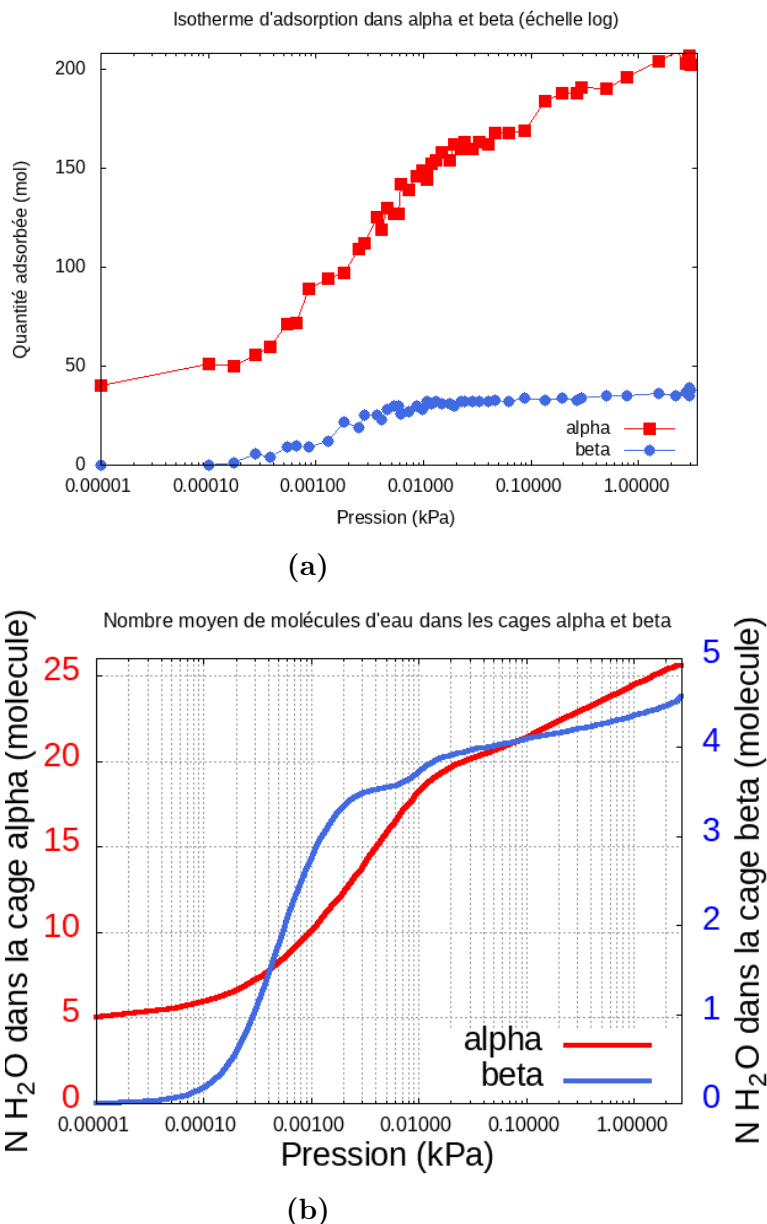 Isotherme d'adsorption dans alpha et beta (échelle log)
200
150
100
50
0
Quantité adsorbée (mol)
alpha
beta
0.00001 0.00010 0.00100 0.01000 0.10000 1.00000
Pression (kPa)
(a)
Nombre moyen de molécules d'eau dans les cages alpha et beta
N H₂O dans la cage alpha (molecule)
25
20
15
10
5
0
5
4
3
2
1
0
N H₂O dans la cage beta (molecule)
alpha
beta
0.00001 0.00010 0.00100 0.01000 0.10000 1.00000
Pression (kPa)
(b)